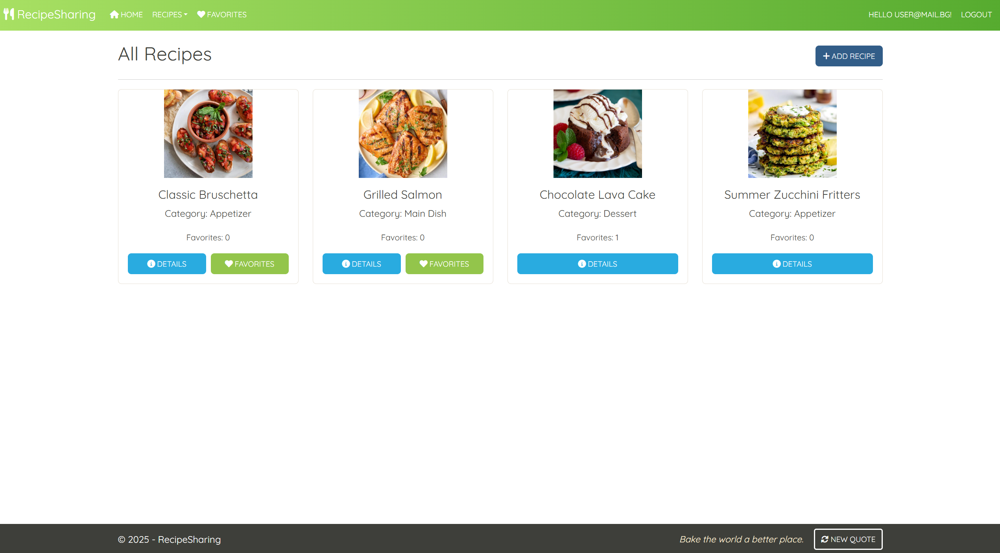 RecipeSharing HOME RECIPES FAVORITES HELLO USER@MAIL.BG! LOGOUT
All Recipes
ADD RECIPE
Classic Bruschetta
Category: Appetizer
Favorites: 0
DETAILS FAVORITES
Grilled Salmon
Category: Main Dish
Favorites: 0
DETAILS FAVORITES
Chocolate Lava Cake
Category: Dessert
Favorites: 1
DETAILS
Summer Zucchini Fritters
Category: Appetizer
Favorites: 0
DETAILS
© 2025 - RecipeSharing
Bake the world a better place.
NEW QUOTE